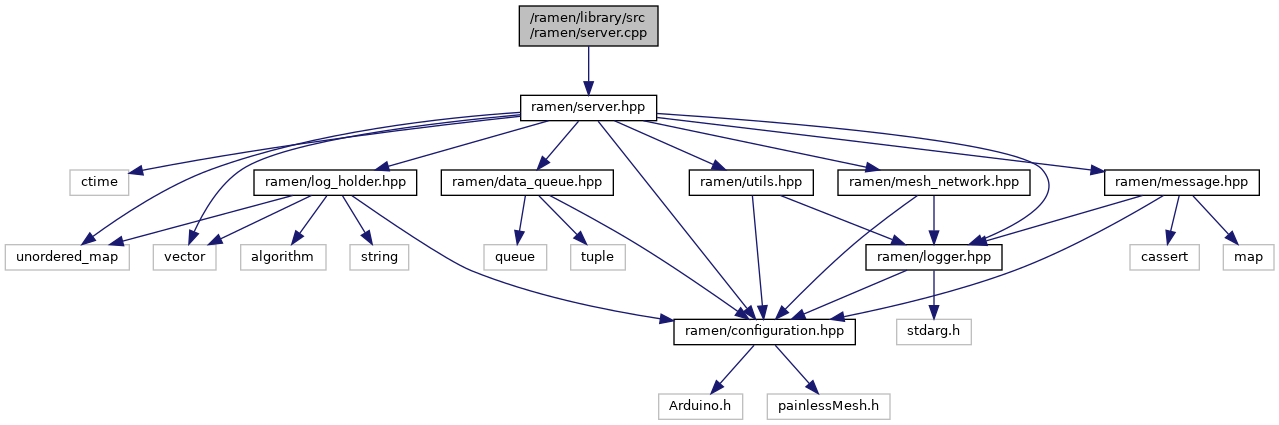 /ramen/library/src
/ramen/server.cpp
ramen/server.hpp
ctime
ramen/log_holder.hpp
ramen/data_queue.hpp
ramen/utils.hpp
ramen/mesh_network.hpp
ramen/message.hpp
unordered_map
vector
algorithm
string
queue
tuple
ramen/logger.hpp
cassert
map
ramen/configuration.hpp
stdarg.h
Arduino.h
painlessMesh.h